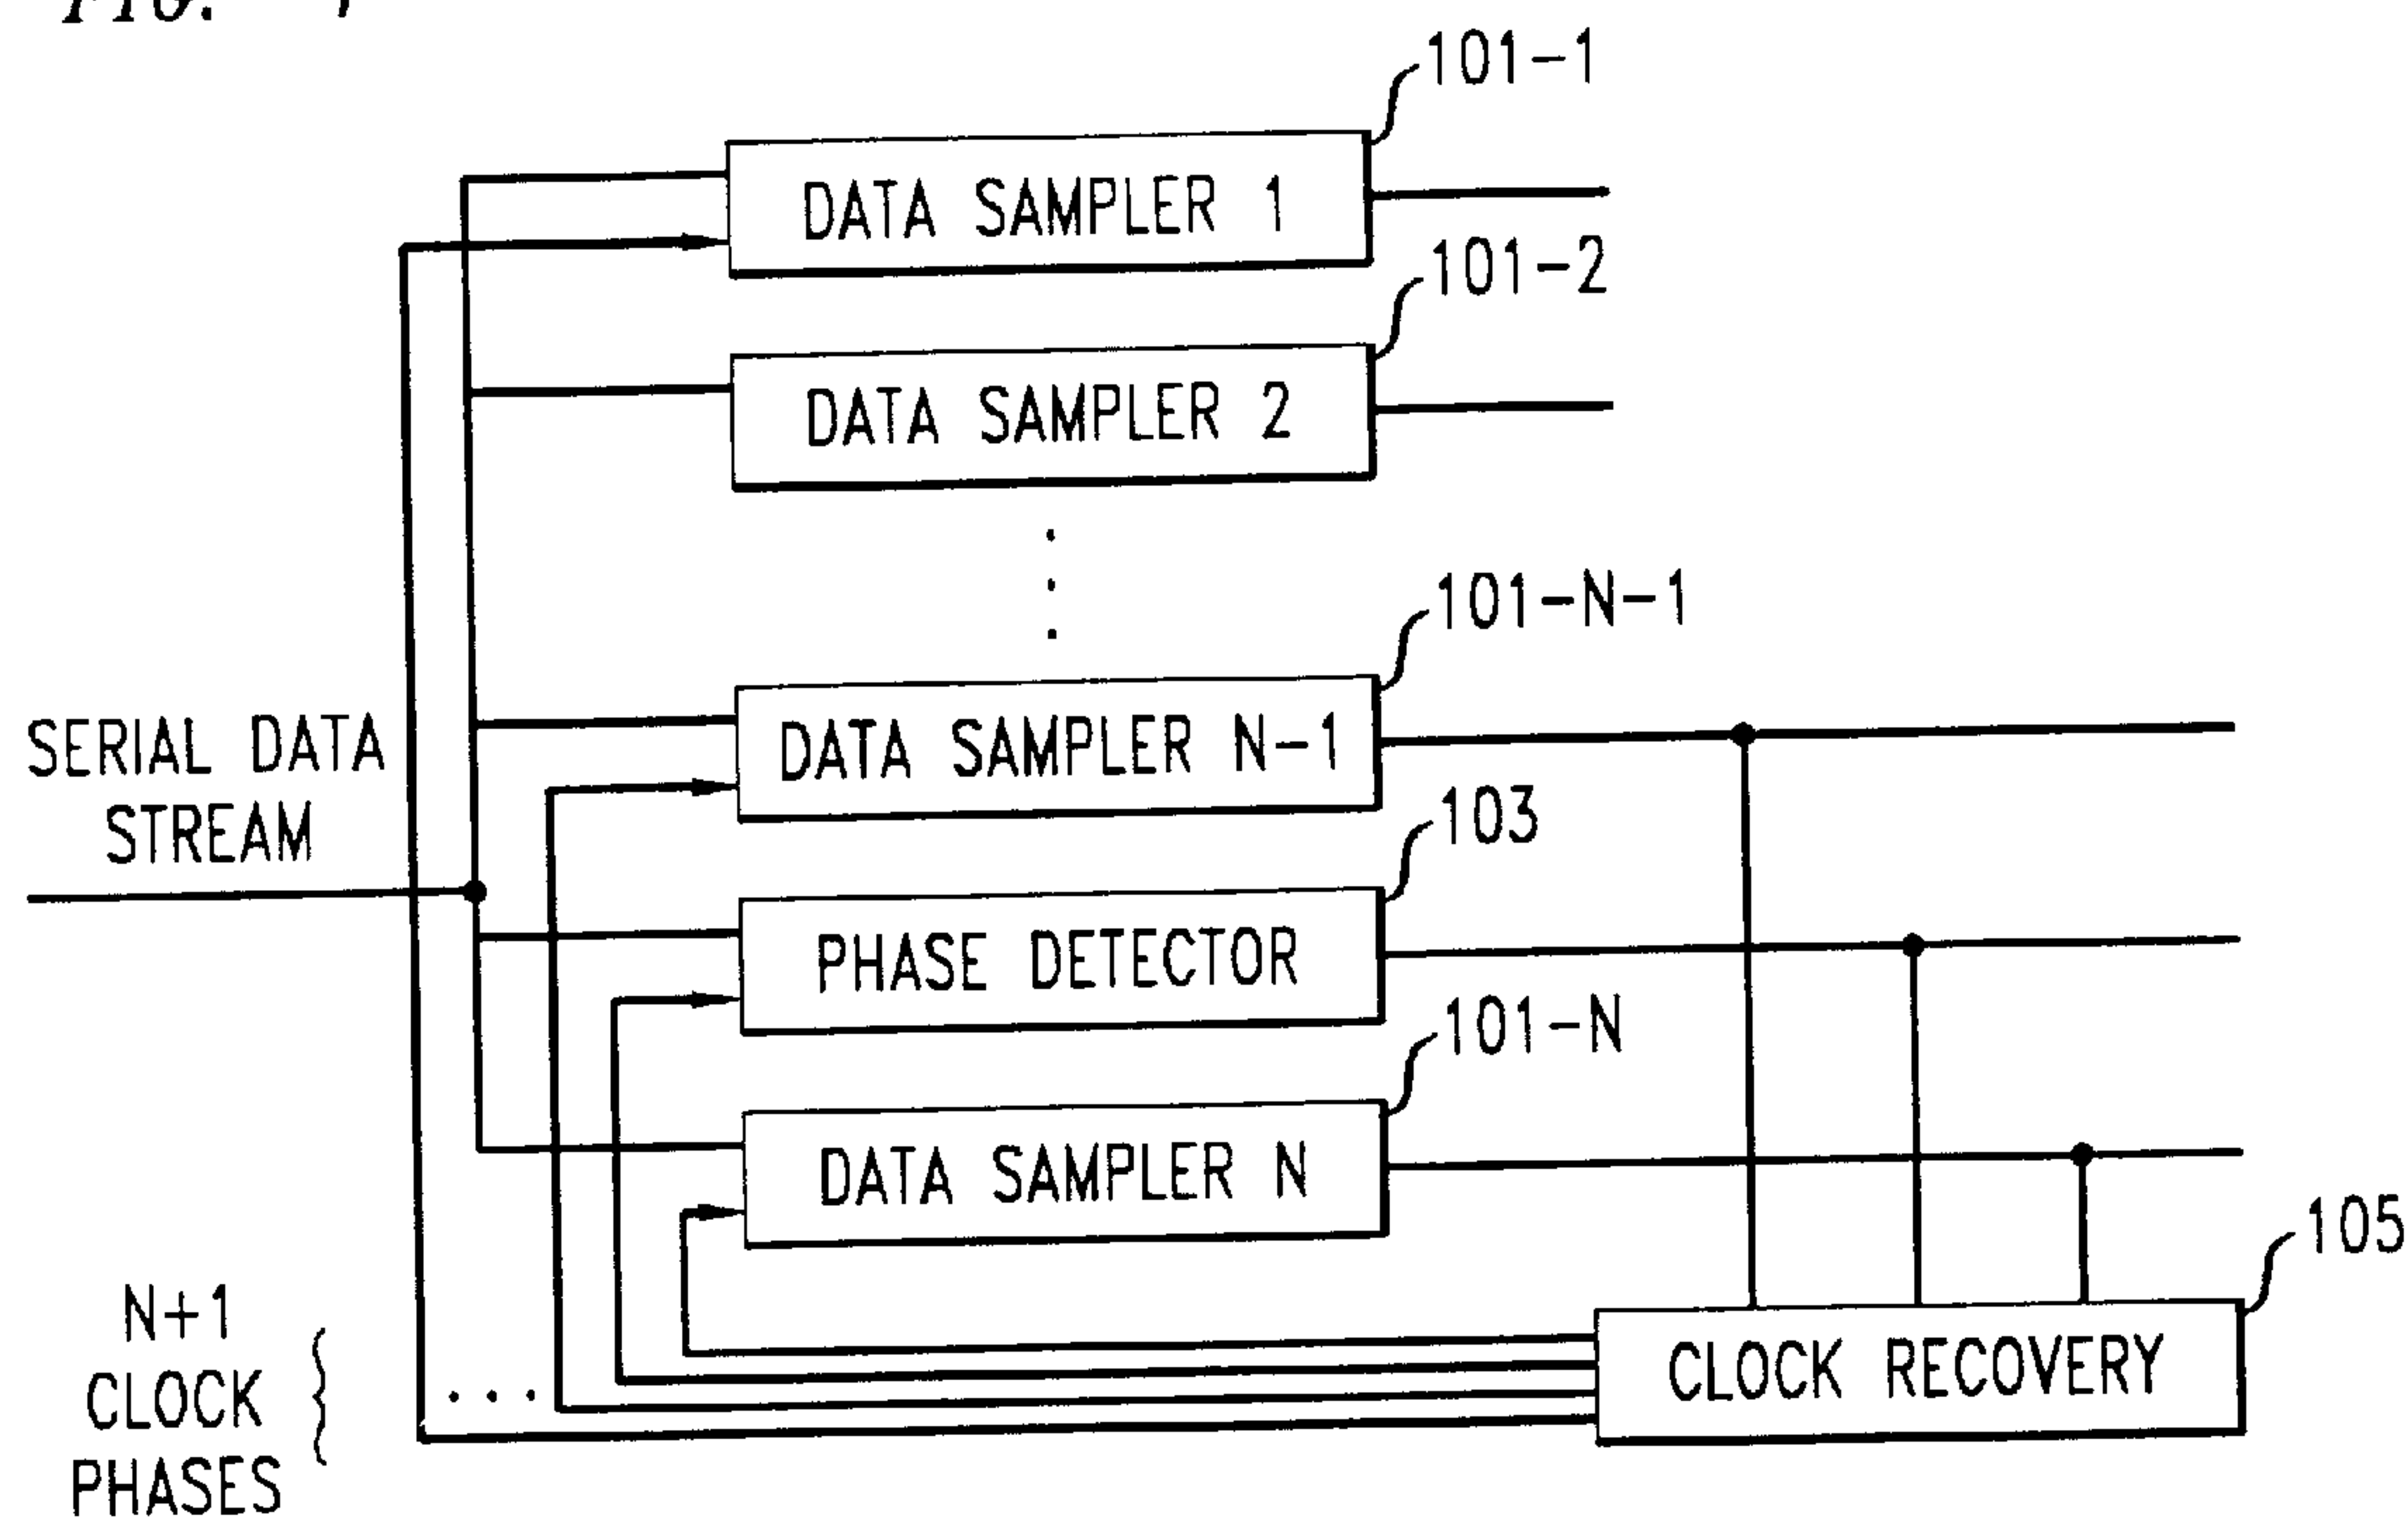 FIG.
101-1
DATA SAMPLER 1
101-2
DATA SAMPLER 2
101-N-1
DATA SAMPLER N-1
SERIAL DATA
STREAM
103
PHASE DETECTOR
101-N
DATA SAMPLER N
105
N+1
CLOCK
PHASES
CLOCK RECOVERY